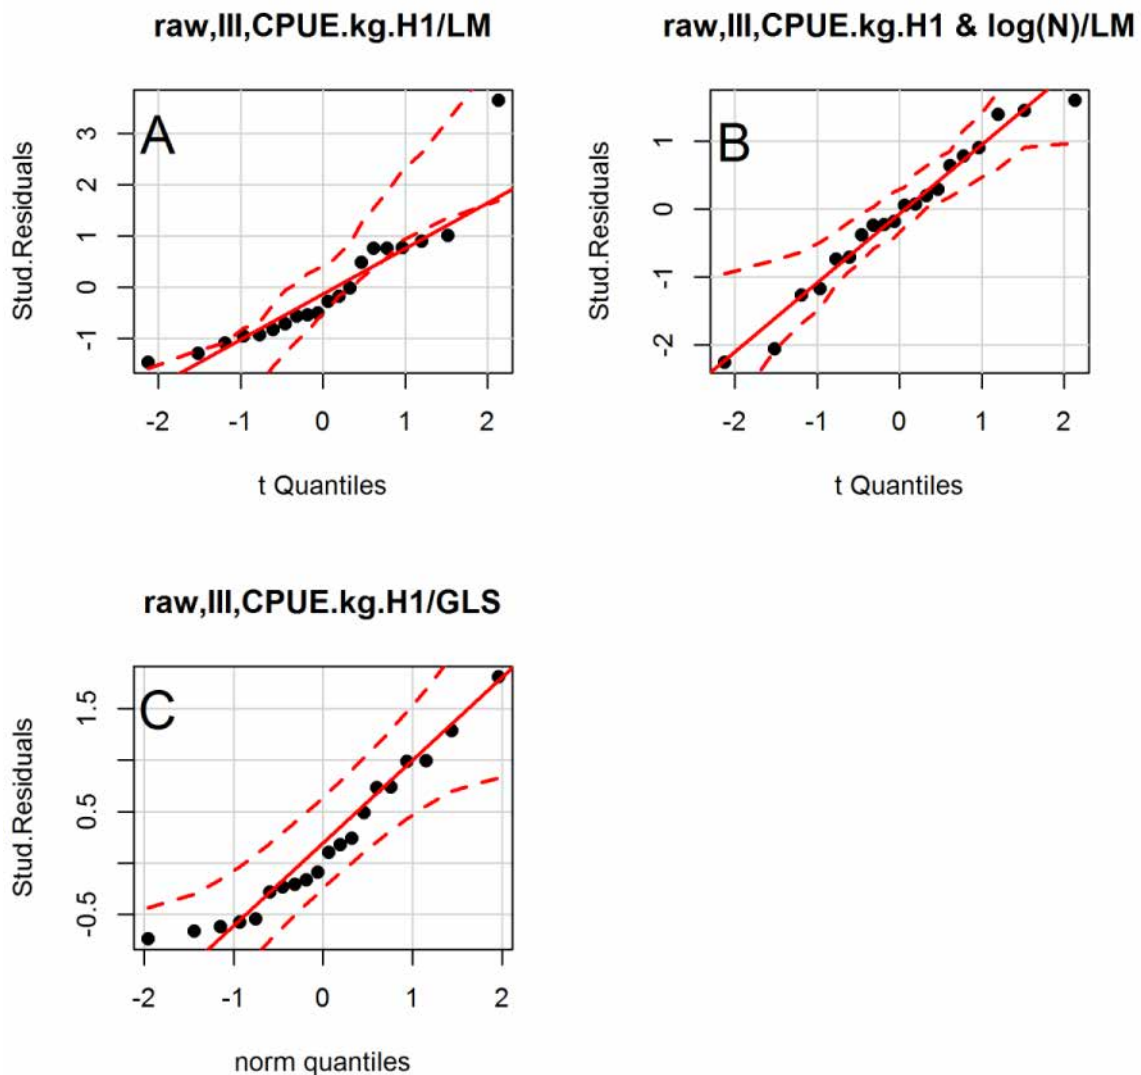 raw,III,CPUE.kg.H1/LM
A
Stud.Residuals
3
2
1
0
-1
-2 -1 0 1 2
t Quantiles
raw,III,CPUE.kg.H1 & log(N)/LM
B
Stud.Residuals
1
0
-1
-2
-2 -1 0 1 2
t Quantiles
raw,III,CPUE.kg.H1/GLS
C
Stud.Residuals
1.5
0.5
-0.5
-2 -1 0 1 2
norm quantiles